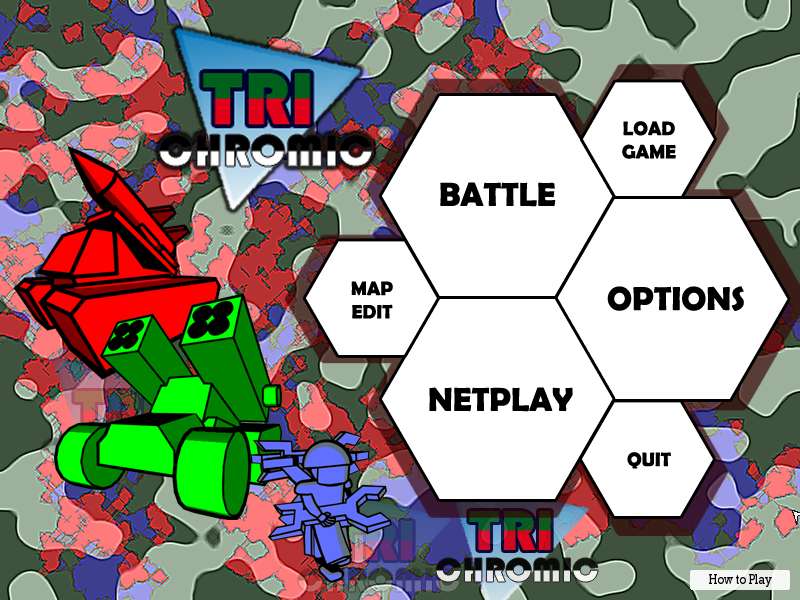 TRI
CHROMIC
LOAD
GAME
BATTLE
MAP
EDIT
OPTIONS
NETPLAY
QUIT
TRI
CHROMIC
How to Play